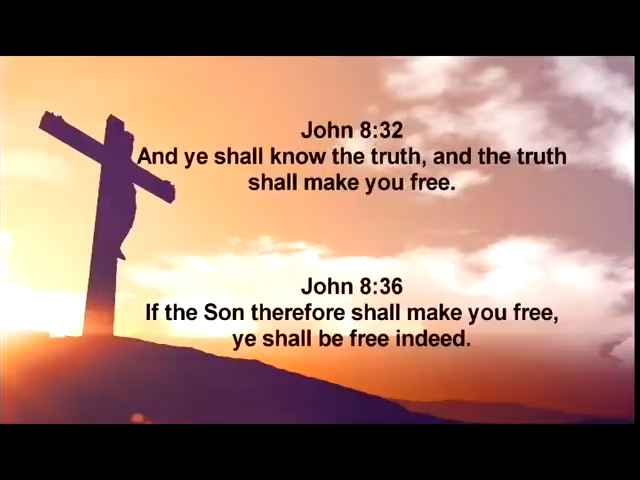 John 8:32
And ye shall know the truth, and the truth
shall make you free.
John 8:36
If the Son therefore shall make you free,
ye shall be free indeed.